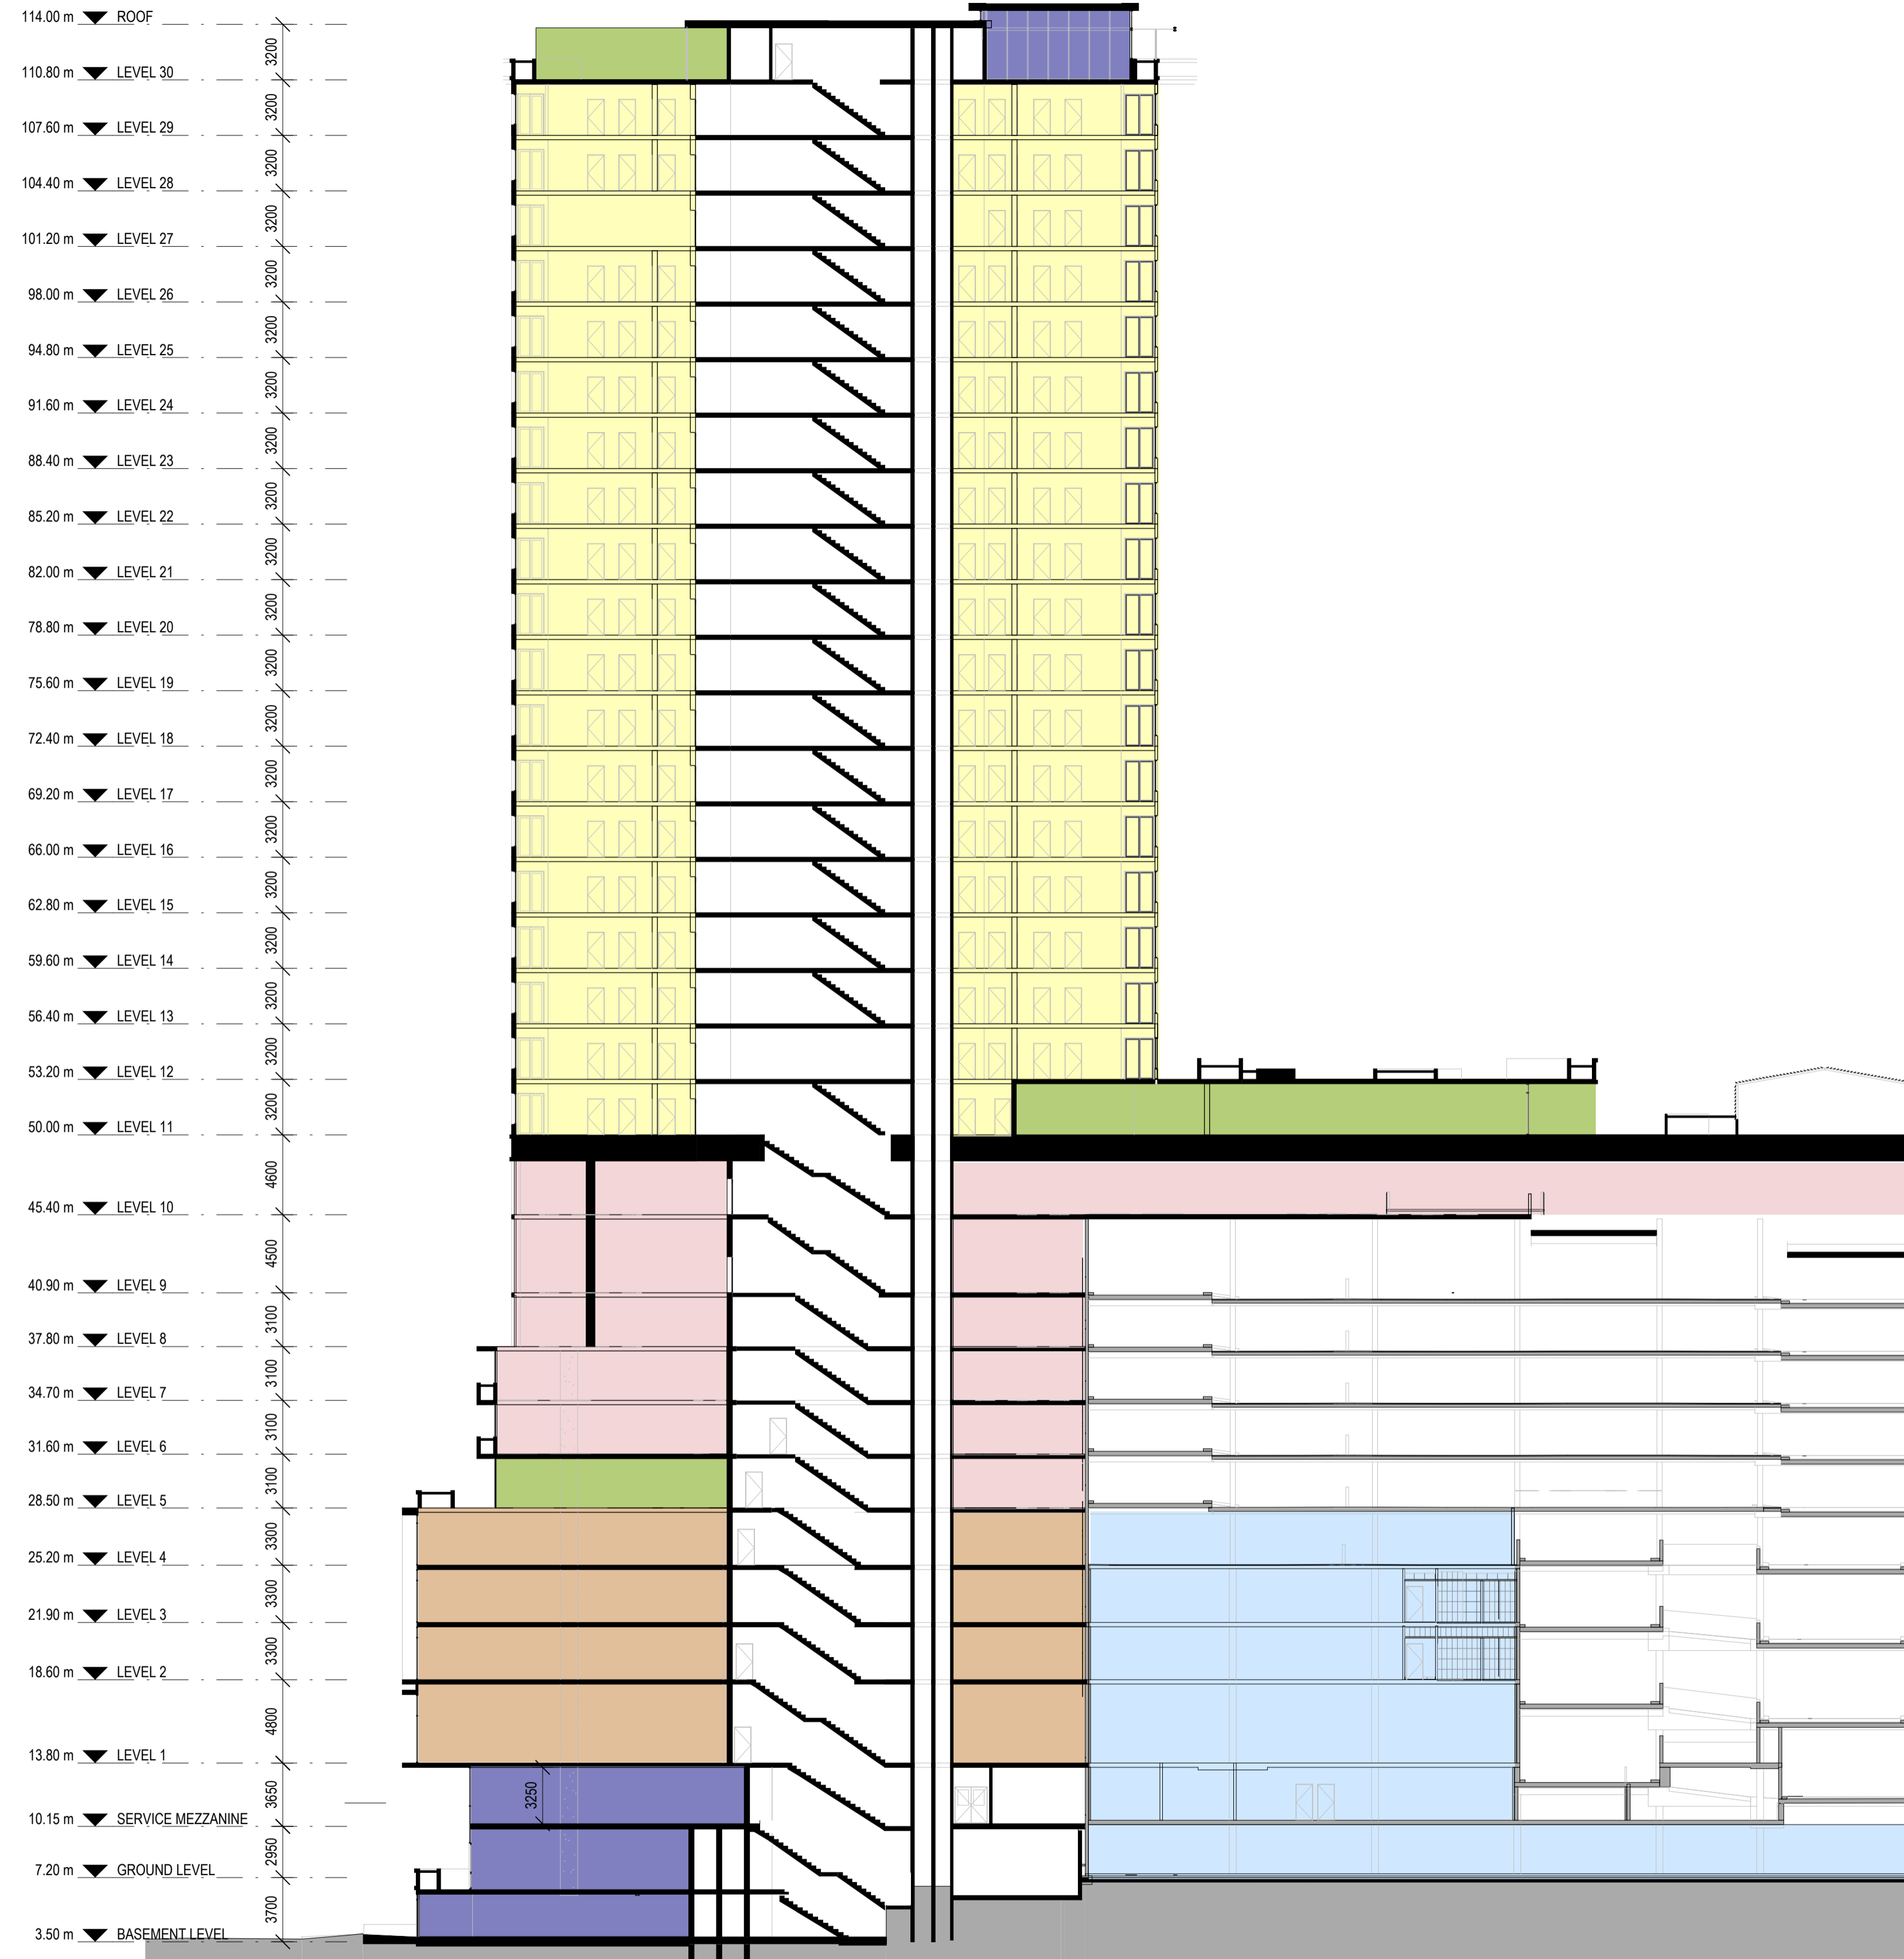 114.00 m ROOF
3200
110.80 m LEVEL 30
3200
107.60 m LEVEL 29
3200
104.40 m LEVEL 28
3200
101.20 m LEVEL 27
3200
98.00 m LEVEL 26
3200
94.80 m LEVEL 25
3200
91.60 m LEVEL 24
3200
88.40 m LEVEL 23
3200
85.20 m LEVEL 22
3200
82.00 m LEVEL 21
3200
78.80 m LEVEL 20
3200
75.60 m LEVEL 19
3200
72.40 m LEVEL 18
3200
69.20 m LEVEL 17
3200
66.00 m LEVEL 16
3200
62.80 m LEVEL 15
3200
59.60 m LEVEL 14
3200
56.40 m LEVEL 13
3200
53.20 m LEVEL 12
3200
50.00 m LEVEL 11
4600
45.40 m LEVEL 10
4500
40.90 m LEVEL 9
3100
37.80 m LEVEL 8
3100
34.70 m LEVEL 7
3100
31.60 m LEVEL 6
3100
28.50 m LEVEL 5
3300
25.20 m LEVEL 4
3300
21.90 m LEVEL 3
3300
18.60 m LEVEL 2
4800
13.80 m LEVEL 1
3650
3250
10.15 m SERVICE MEZZANINE
2950
7.20 m GROUND LEVEL
3700
3.50 m BASEMENT LEVEL